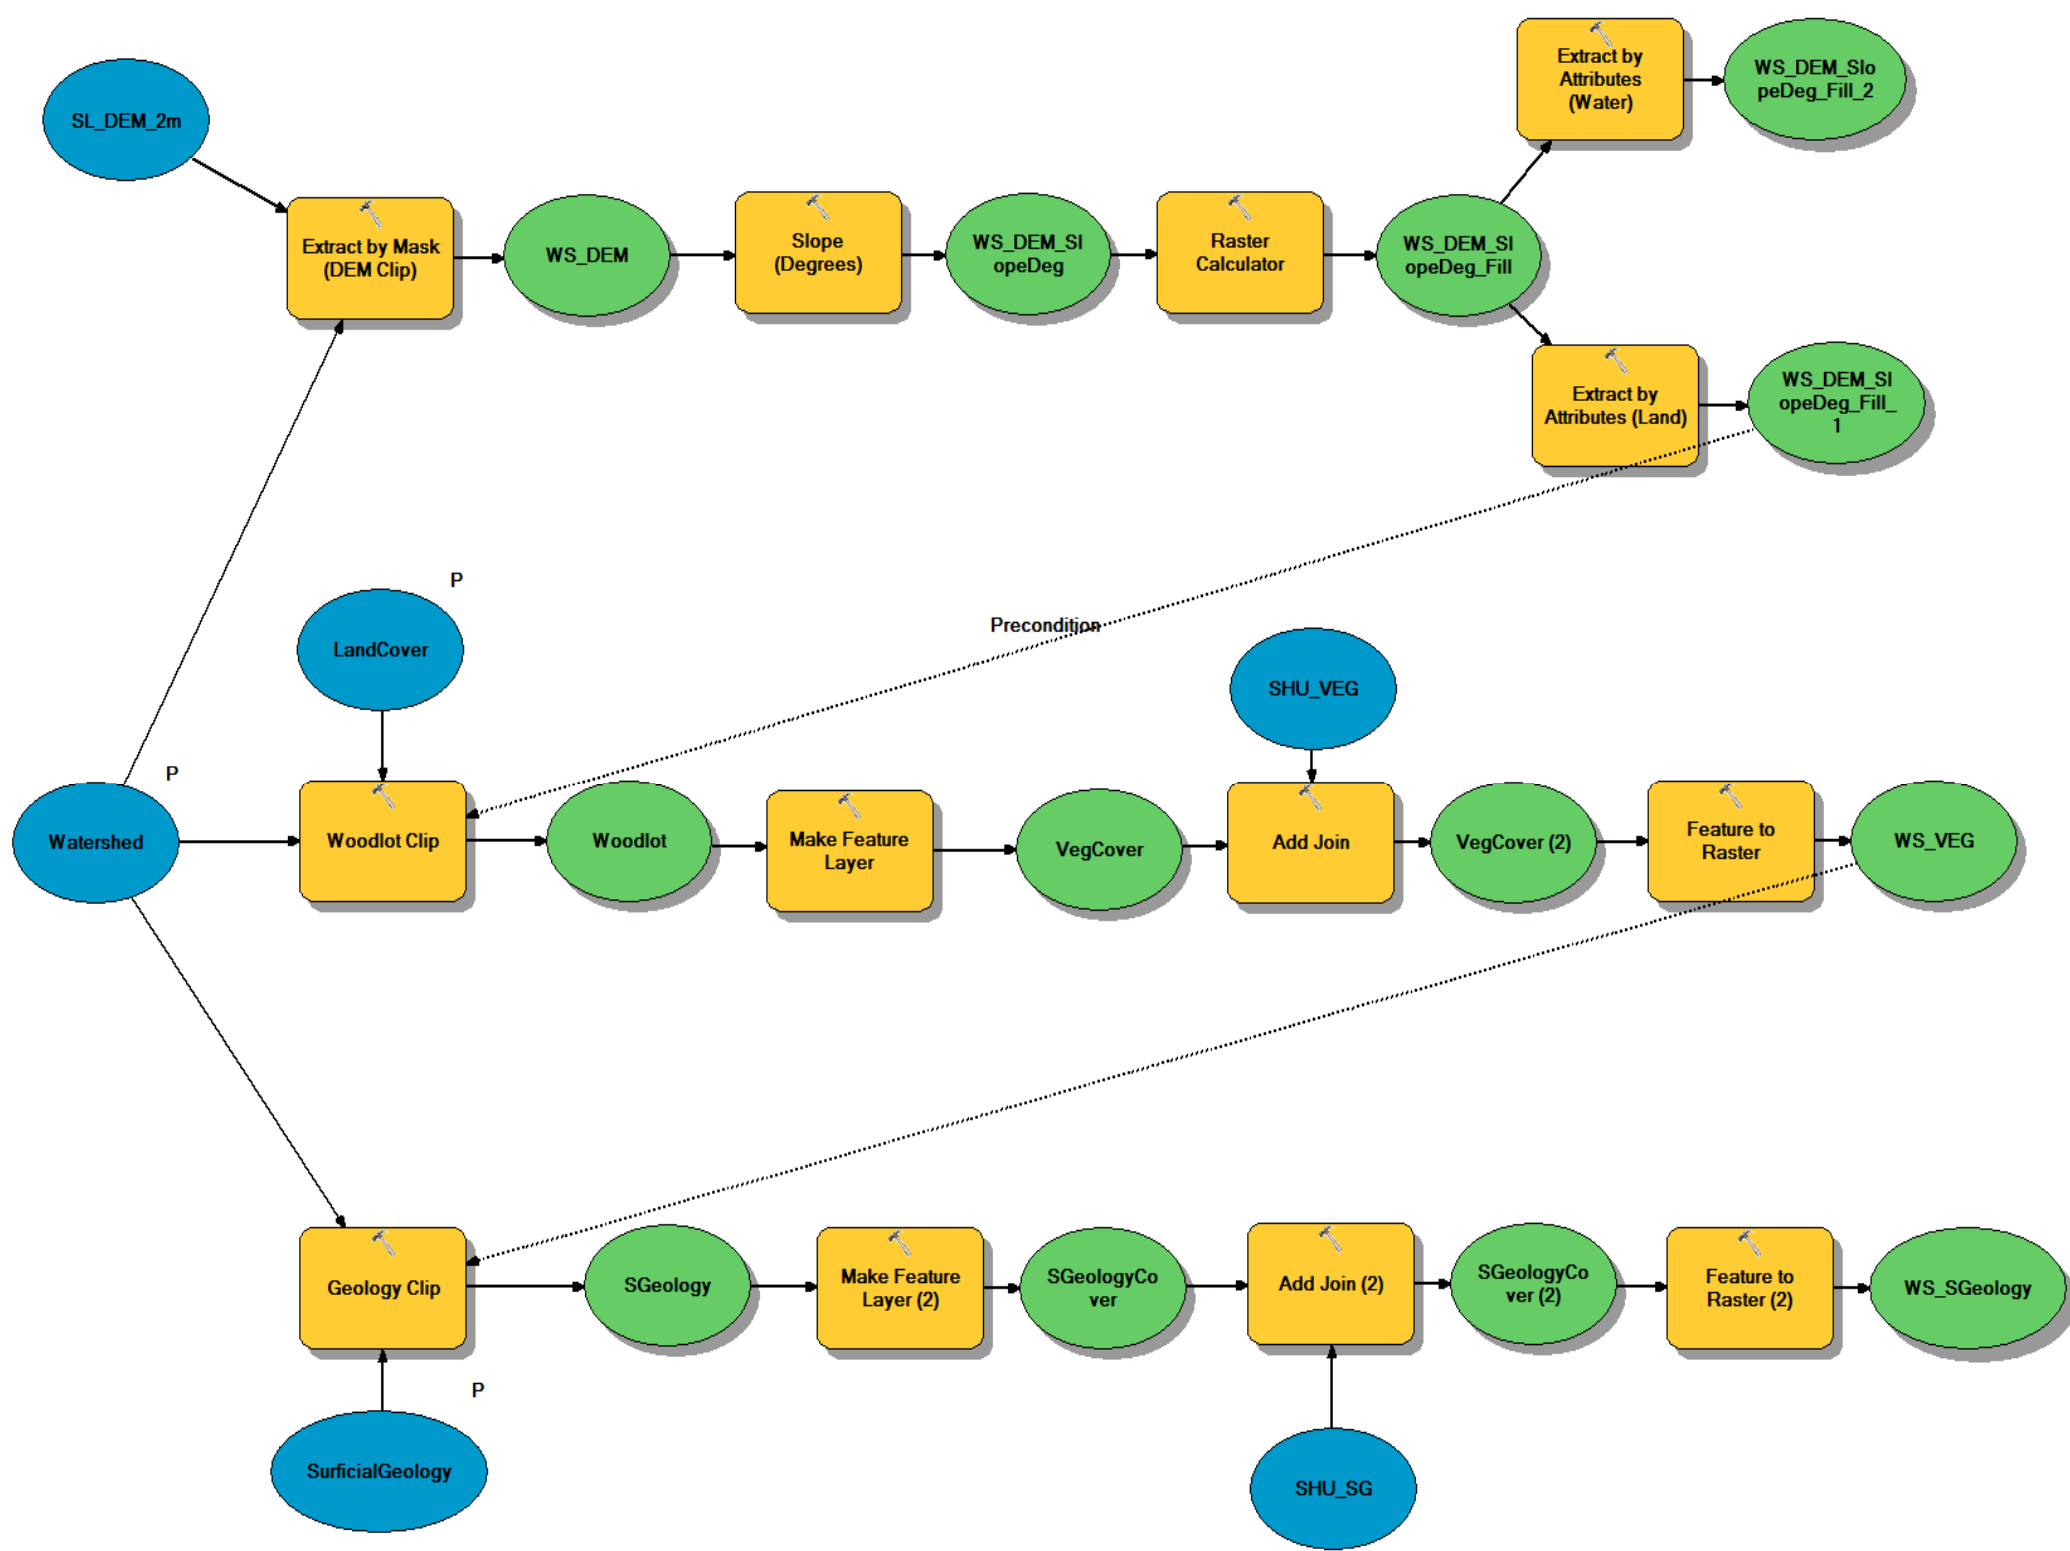 Extract by
Attributes
(Water)
WS_DEM_Slo
peDeg_Fill_2
SL_DEM_2m
Extract by Mask
(DEM Clip)
WS_DEM
Slope
(Degrees)
WS_DEM_Sl
opeDeg
Raster
Calculator
WS_DEM_Sl
opeDeg_Fill
Extract by
Attributes (Land)
WS_DEM_Sl
opeDeg_Fill_
1
P
LandCover
Precondition
SHU_VEG
P
Watershed
Woodlot Clip
Woodlot
Make Feature
Layer
VegCover
Add Join
VegCover (2)
Feature to
Raster
WS_VEG
Geology Clip
SGeology
Make Feature
Layer (2)
SGeologyCo
ver
Add Join (2)
SGeologyCo
ver (2)
Feature to
Raster (2)
WS_SGeology
P
SurficialGeology
SHU_SG